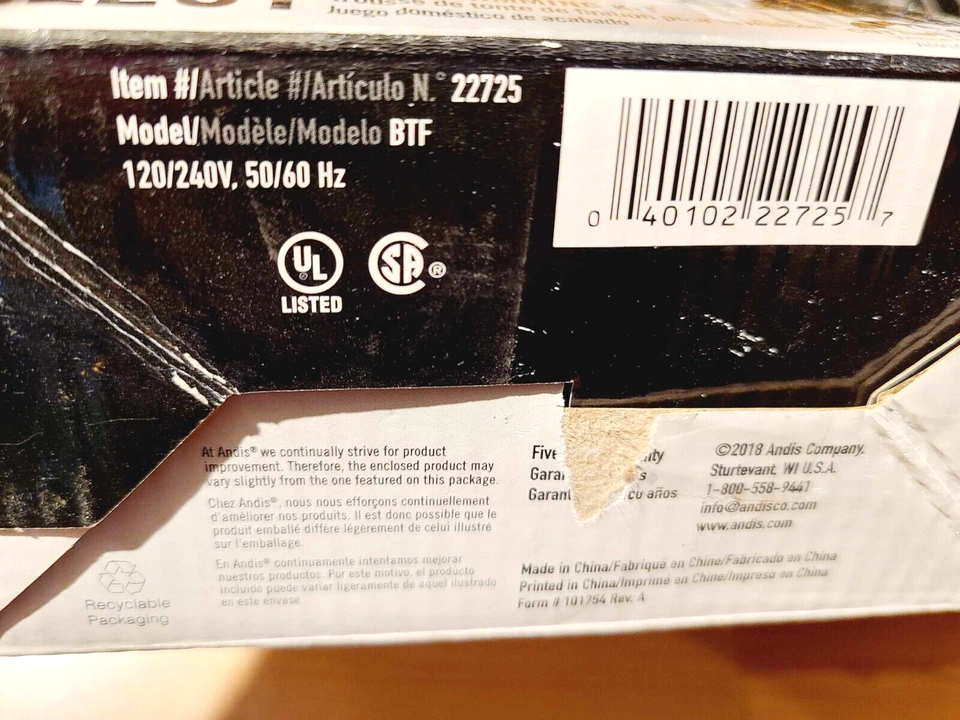 Juego doméstico de acabado
Item #/Article #/Artículo N.° 22725
Model/Modèle/Modelo BTF
120/240V, 50/60 Hz
UL
LISTED
SA®
0 40102 22725 7
At Andis® we continually strive for product
improvement. Therefore, the enclosed product may
vary slightly from the one featured on this package.
Chez Andis®, nous nous efforçons continuellement
d'améliorer nos produits. Il est donc possible que le
produit emballé diffère légèrement de celui illustré
sur l'emballage.
En Andis® continuamente intentamos mejorar
nuestros productos. Por este motivo, el producto
incluido puede variar ligeramente de aquel ilustrado
en este envase.
Recyclable
Packaging
Five
Garan
años
©2018 Andis Company.
Sturtevant, WI U.S.A.
1-800-558-9441
info@andisco.com
www.andis.com
Made in China/Fabriqué en Chine/Fabricado en China
Printed in China/Imprimé en Chine/Impreso en China
Form # 101754 Rev. A